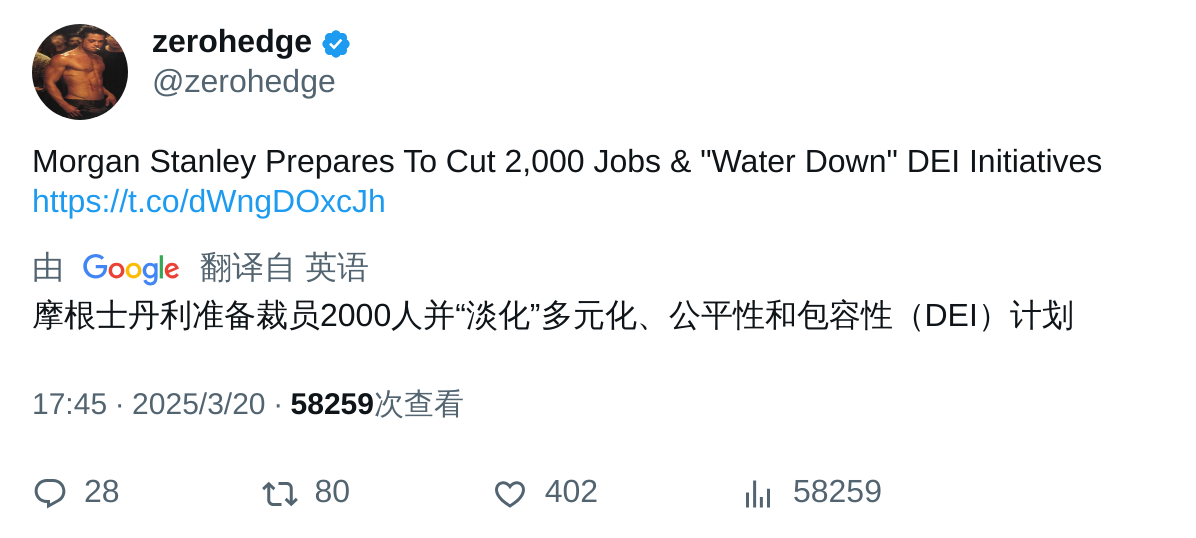 zerohedge
@zerohedge
Morgan Stanley Prepares To Cut 2,000 Jobs & "Water Down" DEI Initiatives
https://t.co/dWngDOxcJh
由 Google 翻译自 英语
摩根士丹利准备裁员2000人并“淡化”多元化、公平性和包容性（DEI）计划
17:45 · 2025/3/20 · 58259次查看
28 80 402 58259